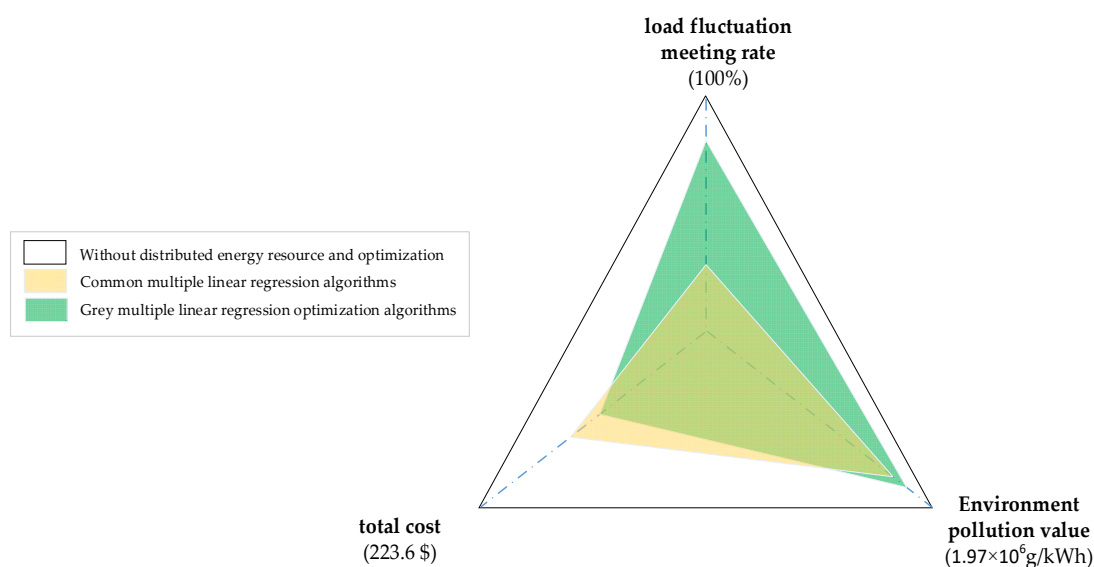 load fluctuation
meeting rate
(100%)
Without distributed energy resource and optimization
Common multiple linear regression algorithms
Grey multiple linear regression optimization algorithms
total cost
(223.6 $)
Environment
pollution value
(1.97×10⁶g/kWh)